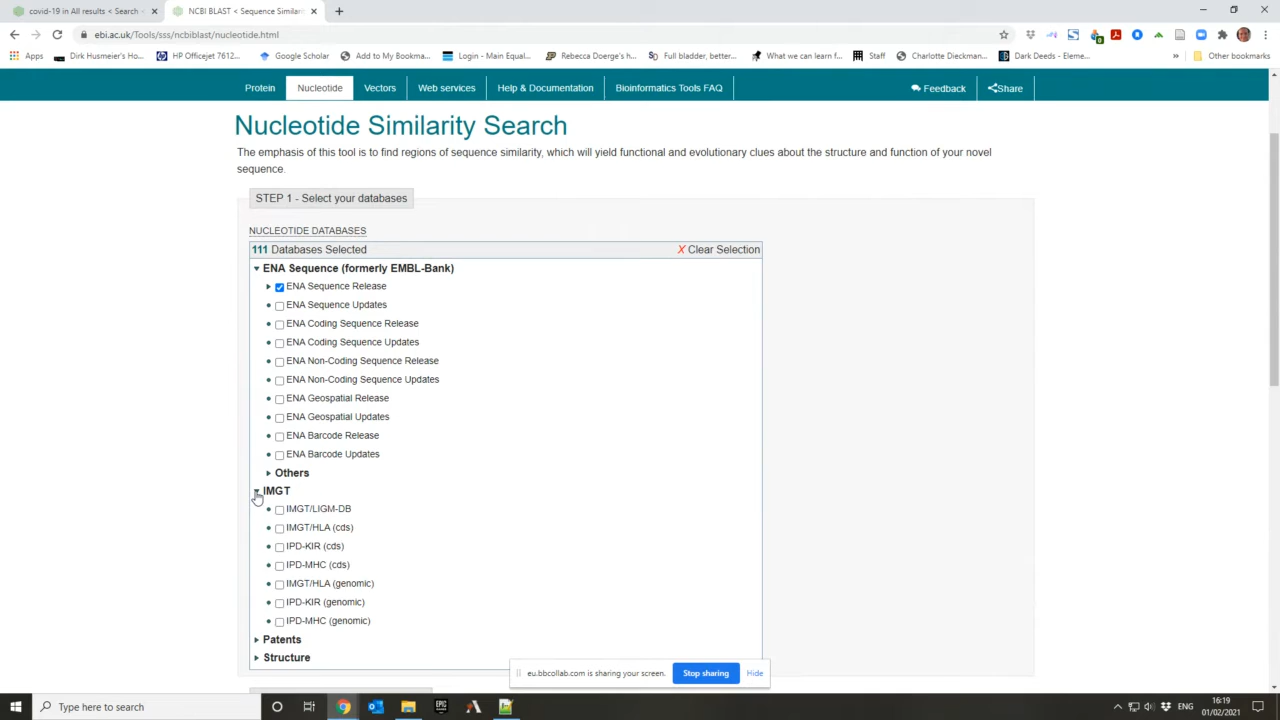 covid-19 in All results < Search
NCBI BLAST < Sequence Similari
ebi.ac.uk/Tools/sss/ncbiblast/nucleotide.html
Apps Dirk Husmeier's Ho... HP Officejet 7612... Google Scholar Add to My Bookma... Login - Main Equal... Rebecca Doerge's h... Full bladder, better... What we can learn f... Staff Charlotte Dieckman... Dark Deeds - Eleme... » Other bookmarks
Protein Nucleotide Vectors Web services Help & Documentation Bioinformatics Tools FAQ Feedback Share
Nucleotide Similarity Search
The emphasis of this tool is to find regions of sequence similarity, which will yield functional and evolutionary clues about the structure and function of your novel
sequence.
STEP 1 - Select your databases
NUCLEOTIDE DATABASES
111 Databases Selected X Clear Selection
ENA Sequence (formerly EMBL-Bank)
ENA Sequence Release
ENA Sequence Updates
ENA Coding Sequence Release
ENA Coding Sequence Updates
ENA Non-Coding Sequence Release
ENA Non-Coding Sequence Updates
ENA Geospatial Release
ENA Geospatial Updates
ENA Barcode Release
ENA Barcode Updates
Others
IMGT
IMGT/LIGM-DB
IMGT/HLA (cds)
IPD-KIR (cds)
IPD-MHC (cds)
IMGT/HLA (genomic)
IPD-KIR (genomic)
IPD-MHC (genomic)
Patents
Structure
eu.bbcollab.com is sharing your screen. Stop sharing Hide
Type here to search
EPIC
ENG
16:19
01/02/2021